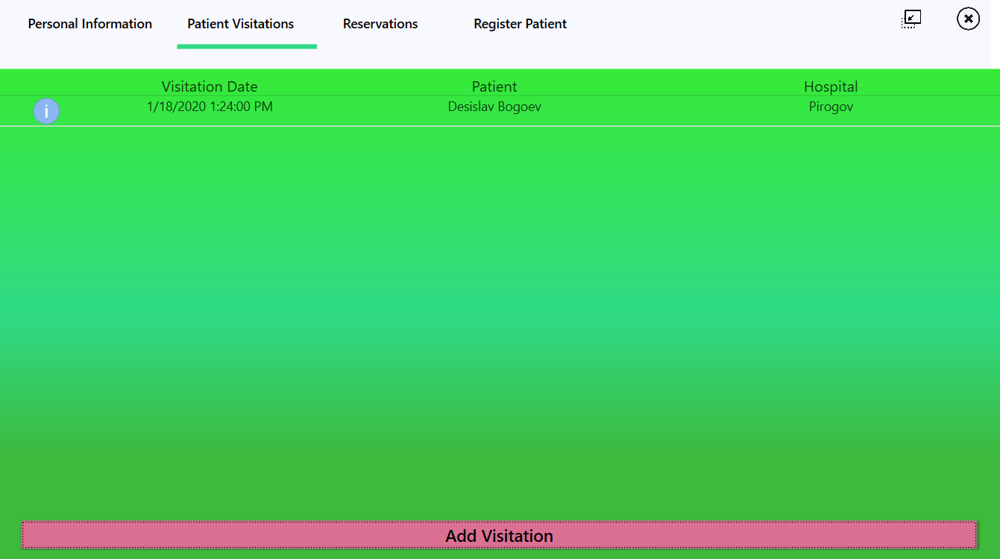 Personal Information Patient Visitations Reservations Register Patient
Visitation Date Patient Hospital
i 1/18/2020 1:24:00 PM Desislav Bogoev Pirogov
Add Visitation